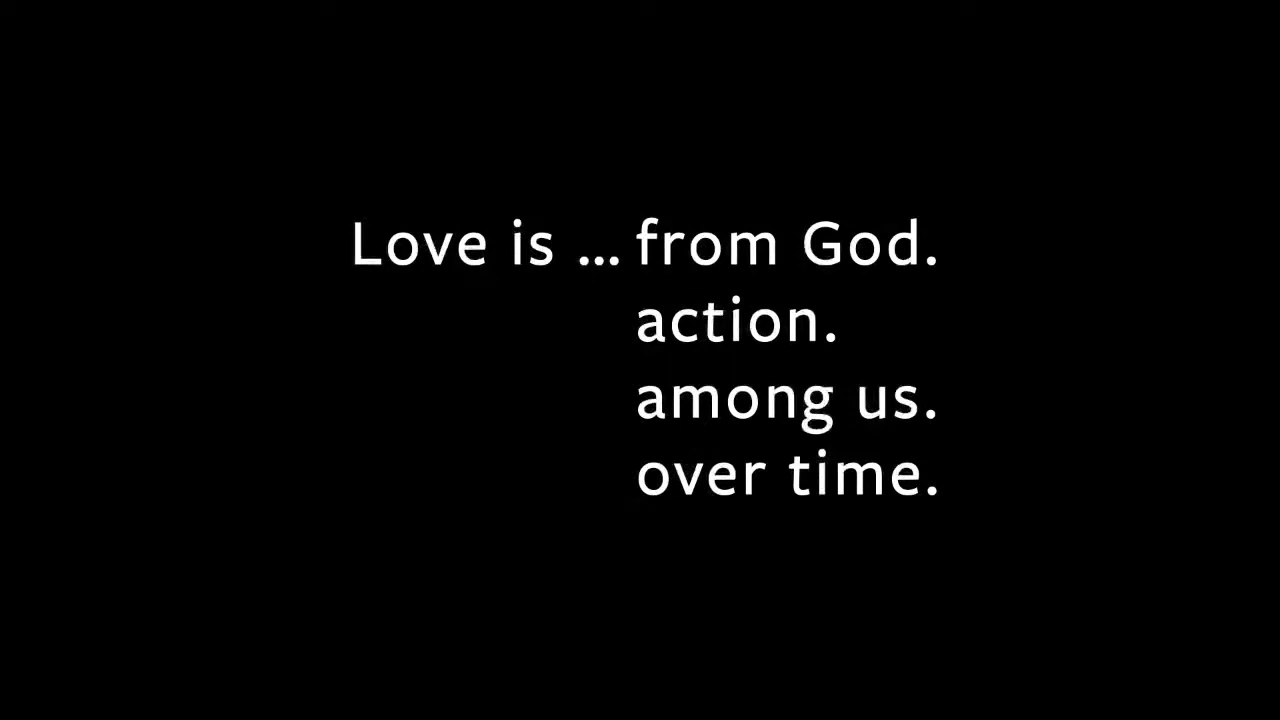 Love is ... from God.
action.
among us.
over time.